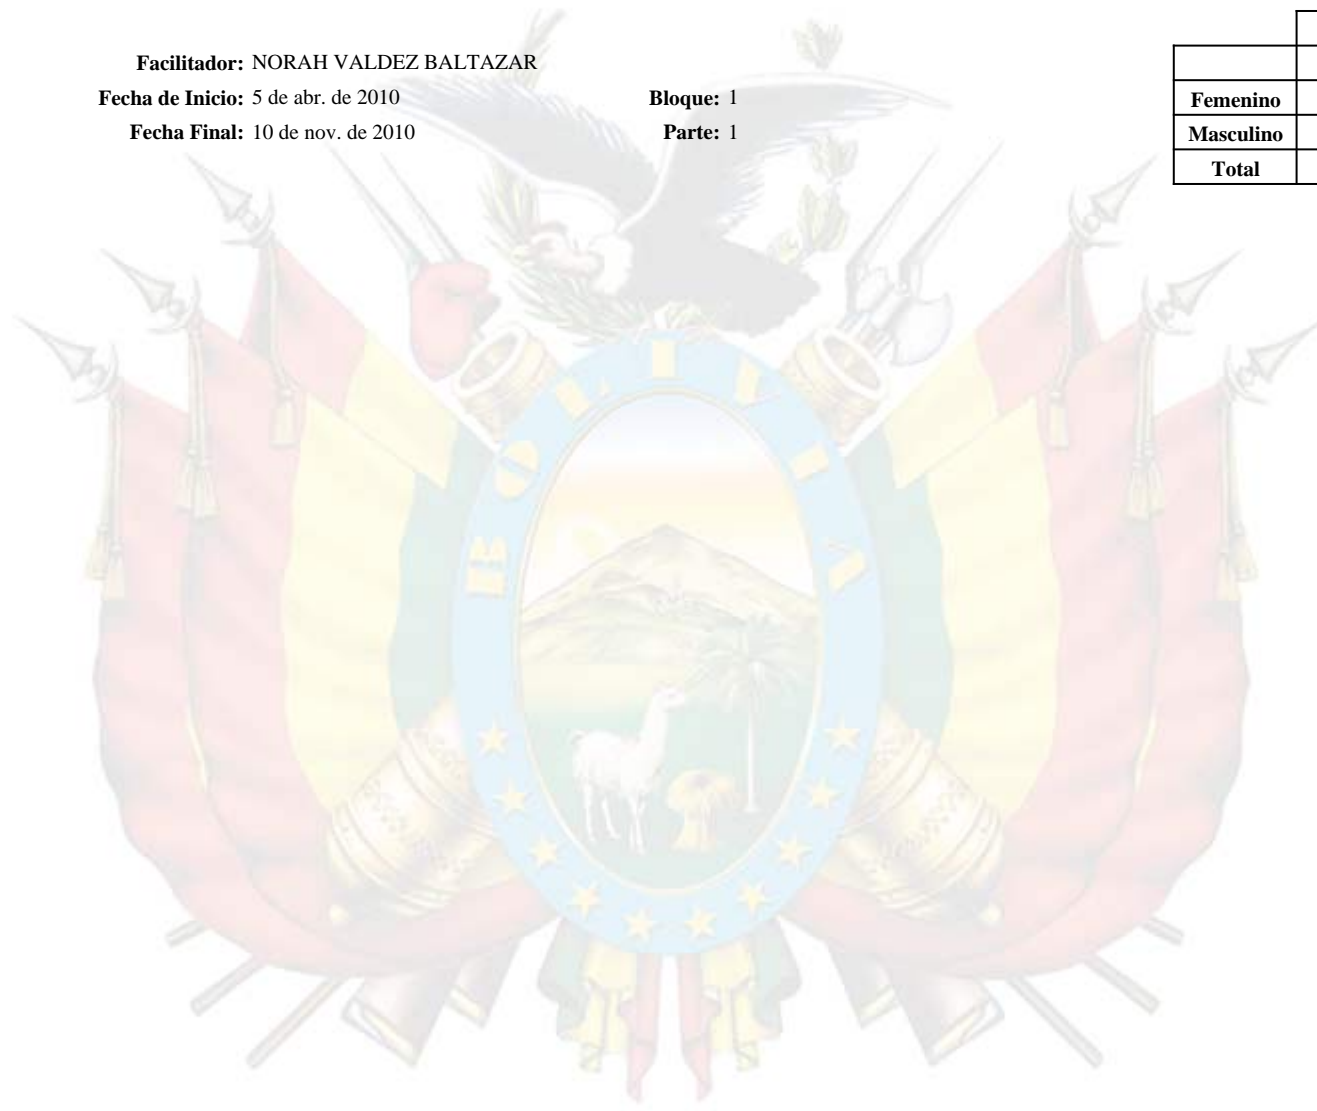 Facilitador: NORAH VALDEZ BALTAZAR
Fecha de Inicio: 5 de abr. de 2010 Bloque: 1
Fecha Final: 10 de nov. de 2010 Parte: 1
Femenino
Masculino
Total
BOLIVIA